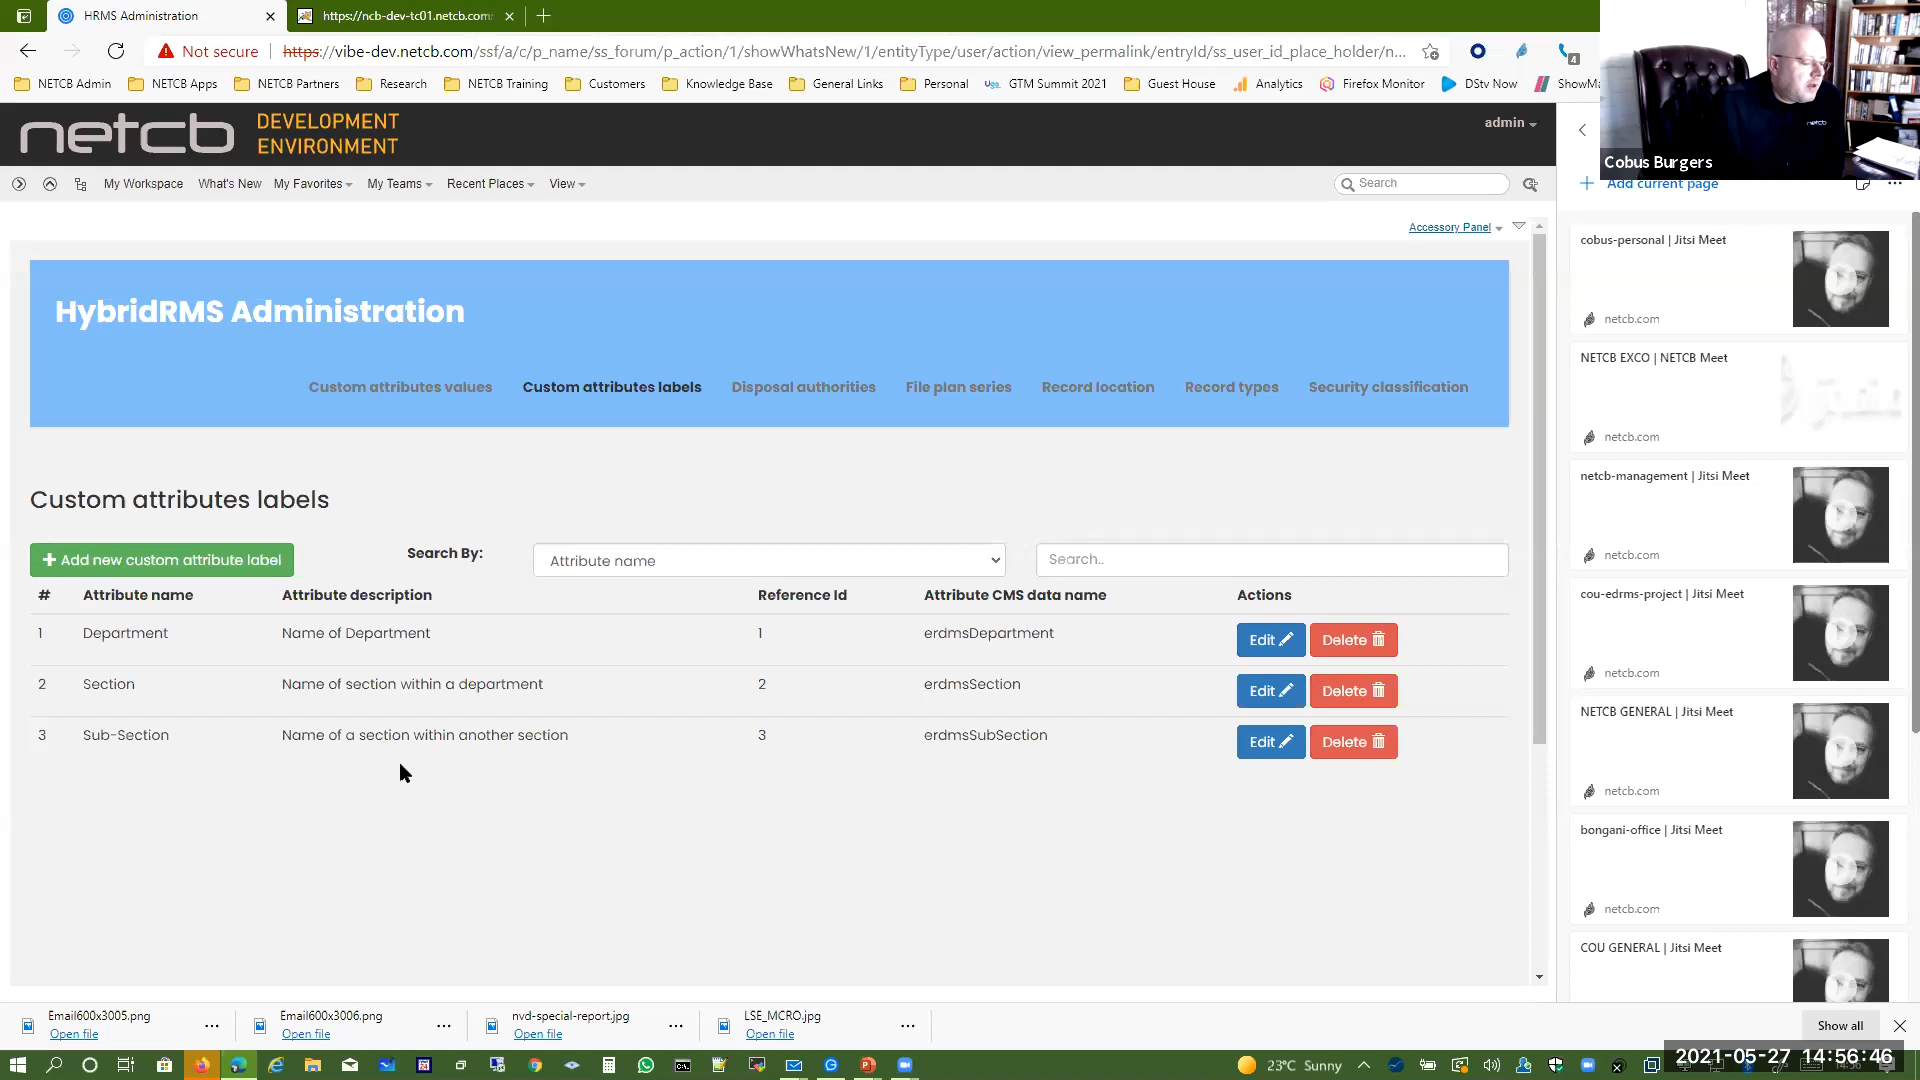 HRMS Administration
https://ncb-dev-tc01.netcb.com:
Not secure
https://vibe-dev.netcb.com/ssf/a/c/p_name/ss_forum/p_action/1/showWhatsNew/1/entityType/user/action/view_permalink/entryId/ss_user_id_place_holder/n...
4
NETCB Admin NETCB Apps NETCB Partners Research NETCB Training Customers Knowledge Base General Links Personal GTM Summit 2021 Guest House Analytics Firefox Monitor DStv Now ShowMa
netcb DEVELOPMENT
ENVIRONMENT
admin
Cobus Burgers
My Workspace What's New My Favorites My Teams Recent Places View Search
Add current page
Accessory Panel
HybridRMS Administration
Custom attributes values Custom attributes labels Disposal authorities File plan series Record location Record types Security classification
Custom attributes labels
Add new custom attribute label
Search By:
Attribute name
Search..
# Attribute name Attribute description Reference Id Attribute CMS data name Actions
1 Department Name of Department 1 erdmsDepartment Edit Delete
2 Section Name of section within a department 2 erdmsSection Edit Delete
3 Sub-Section Name of a section within another section 3 erdmsSubSection Edit Delete
cobus-personal | Jitsi Meet
netcb.com
NETCB EXCO | NETCB Meet
netcb.com
netcb-management | Jitsi Meet
netcb.com
cou-edrms-project | Jitsi Meet
netcb.com
NETCB GENERAL | Jitsi Meet
netcb.com
bongani-office | Jitsi Meet
netcb.com
COU GENERAL | Jitsi Meet
Email600x3005.png
Open file
Email600x3006.png
Open file
nvd-special-report.jpg
Open file
LSE_MCRO.jpg
Open file
Show all
23°C Sunny
2021-05-27 14:56:46